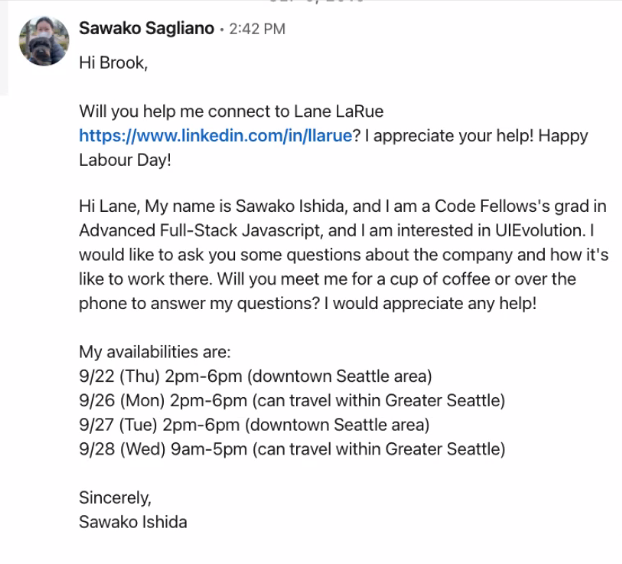 Sawako Sagliano • 2:42 PM
Hi Brook,
Will you help me connect to Lane LaRue
https://www.linkedin.com/in/llarue? I appreciate your help! Happy
Labour Day!
Hi Lane, My name is Sawako Ishida, and I am a Code Fellows's grad in
Advanced Full-Stack Javascript, and I am interested in UIEvolution. I
would like to ask you some questions about the company and how it's
like to work there. Will you meet me for a cup of coffee or over the
phone to answer my questions? I would appreciate any help!
My availabilities are:
9/22 (Thu) 2pm-6pm (downtown Seattle area)
9/26 (Mon) 2pm-6pm (can travel within Greater Seattle)
9/27 (Tue) 2pm-6pm (downtown Seattle area)
9/28 (Wed) 9am-5pm (can travel within Greater Seattle)
Sincerely,
Sawako Ishida